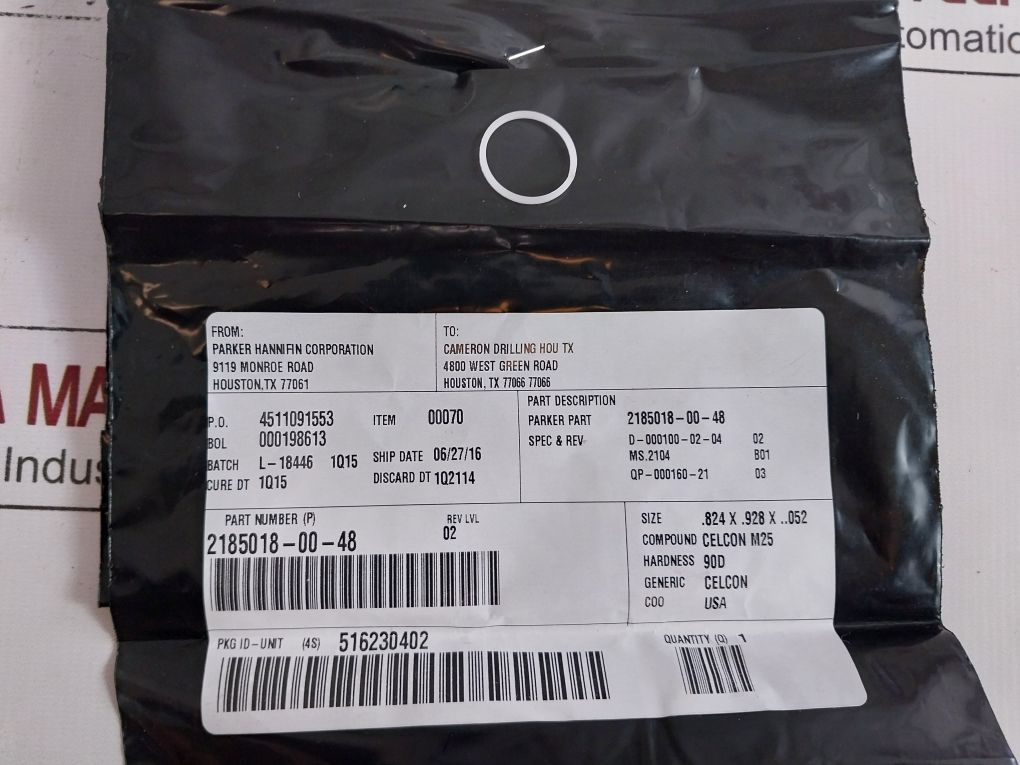 omatic
A MA
Indus
FROM:
PARKER HANNIFIN CORPORATION
9119 MONROE ROAD
HOUSTON,TX 77061
TO:
CAMERON DRILLING HOU TX
4800 WEST GREEN ROAD
HOUSTON, TX 77066 77066
P.O. 4511091553 ITEM 00070
BOL 000198613
BATCH L-18446 1Q15 SHIP DATE 06/27/16
CURE DT 1Q15 DISCARD DT 1Q2114
PART DESCRIPTION
PARKER PART 2185018-00-48
SPEC & REV D-000100-02-04 02
MS.2104 B01
QP-000160-21 03
PART NUMBER (P) REV LVL
2185018-00-48 02
SIZE .824 X .928 X ..052
COMPOUND CELCON M25
HARDNESS 90D
GENERIC CELCON
COO USA
PKG ID-UNIT (4S) 516230402
QUANTITY (Q) 1